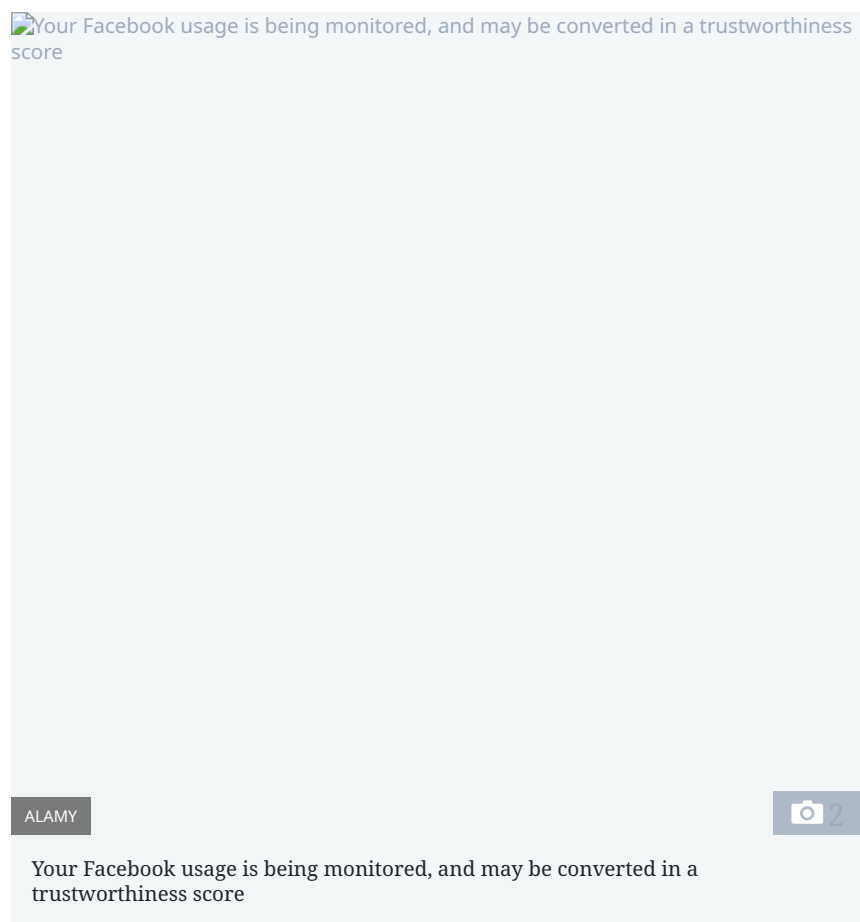 Your Facebook usage is being monitored, and may be converted in a trustworthiness
score
ALAMY
2
Your Facebook usage is being monitored, and may be converted in a
trustworthiness score